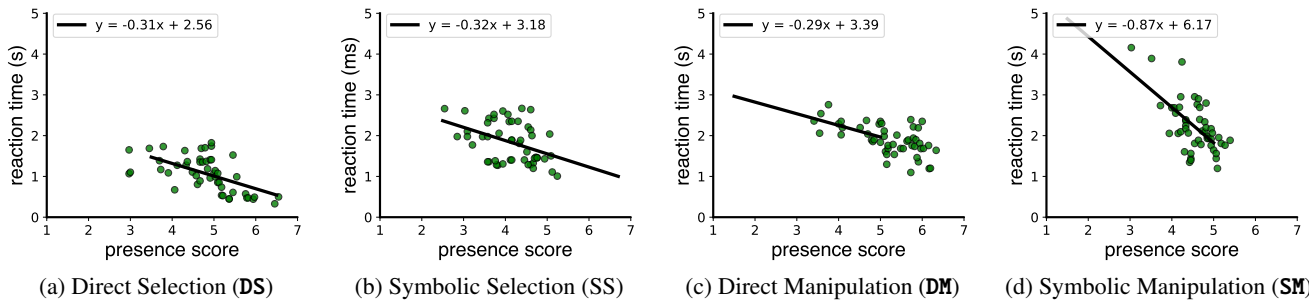 y = -0.31x + 2.56
reaction time (s)
5
4
3
2
1
0
1 2 3 4 5 6 7
presence score
(a) Direct Selection (DS)
y = -0.32x + 3.18
reaction time (ms)
5
4
3
2
1
0
1 2 3 4 5 6 7
presence score
(b) Symbolic Selection (SS)
y = -0.29x + 3.39
reaction time (s)
5
4
3
2
1
0
1 2 3 4 5 6 7
presence score
(c) Direct Manipulation (DM)
y = -0.87x + 6.17
reaction time (s)
5
4
3
2
1
0
1 2 3 4 5 6 7
presence score
(d) Symbolic Manipulation (SM)